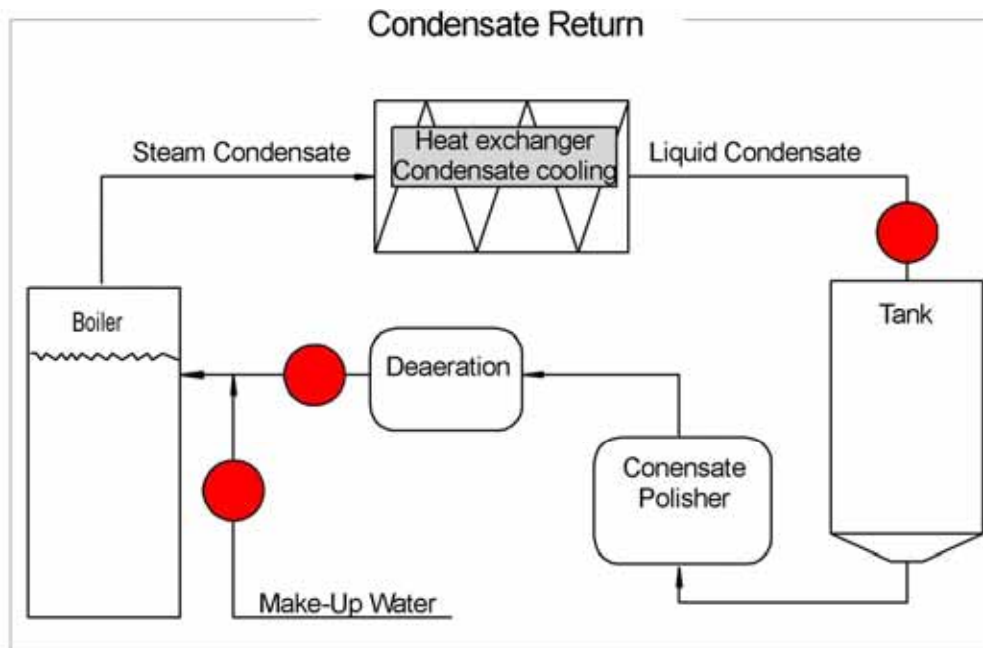 Condensate Return
Steam Condensate
Heat exchanger
Condensate cooling
Liquid Condensate
Boiler
Deaeration
Tank
Conensate
Polisher
Make-Up Water